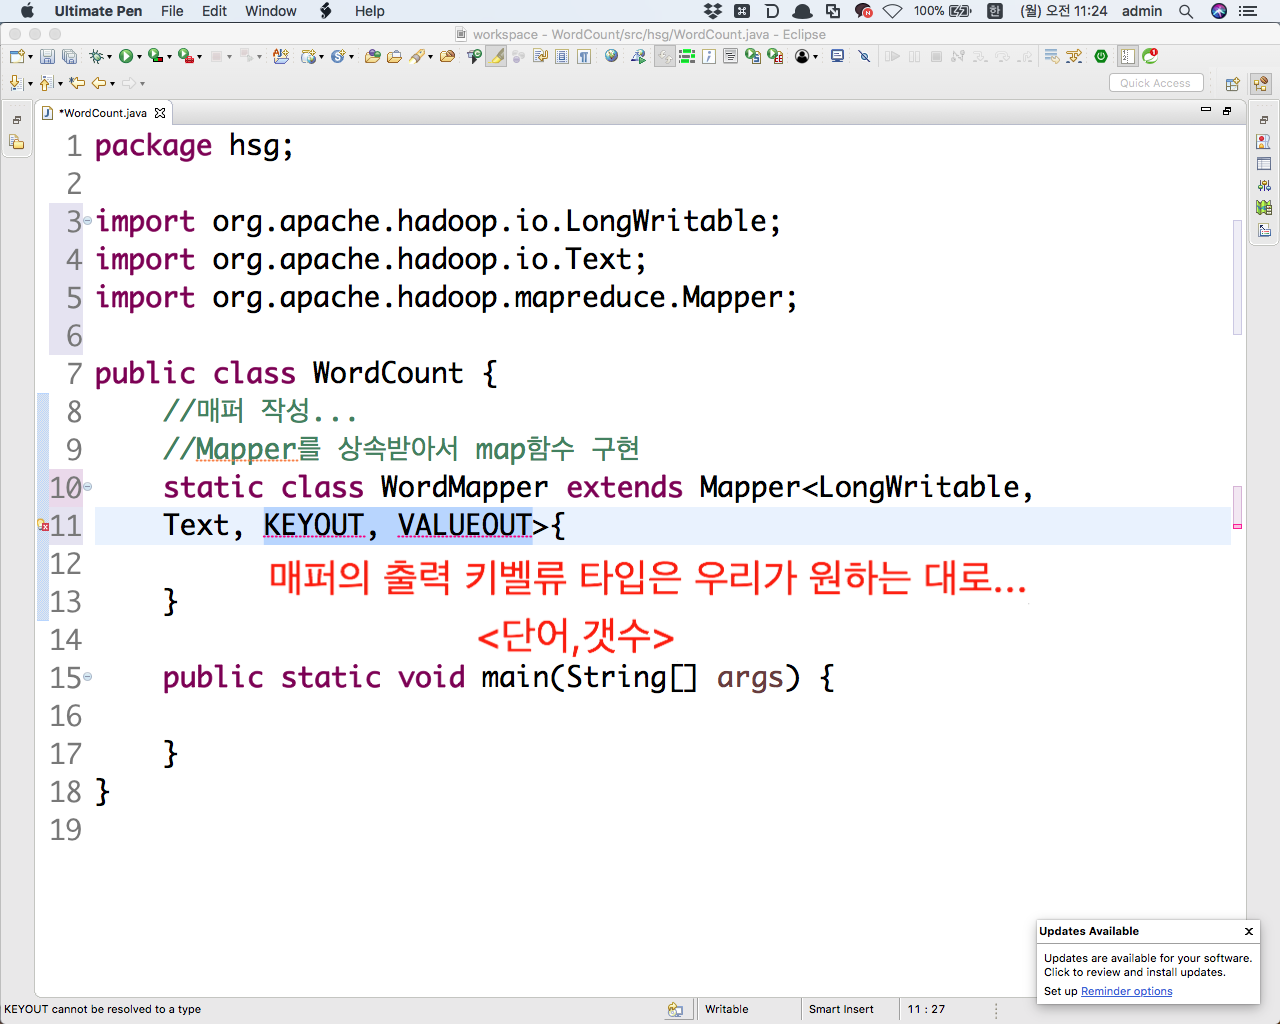 Ultimate Pen File Edit Window Help 100% 한 (월) 오전 11:24 admin
workspace - WordCount/src/hsg/WordCount.java - Eclipse
Quick Access
*WordCount.java
1 package hsg;
2
3 import org.apache.hadoop.io.LongWritable;
4 import org.apache.hadoop.io.Text;
5 import org.apache.hadoop.mapreduce.Mapper;
6
7 public class WordCount {
8 //매퍼 작성...
9 //Mapper를 상속받아서 map함수 구현
10 static class WordMapper extends Mapper<LongWritable,
11 Text, KEYOUT, VALUEOUT>{
12
매퍼의 출력 키벨류 타입은 우리가 원하는 대로...
13 }
<단어,갯수>
14
15 public static void main(String[] args) {
16
17 }
18 }
19
Updates Available x
Updates are available for your software.
Click to review and install updates.
Set up Reminder options
KEYOUT cannot be resolved to a type Writable Smart Insert 11 : 27